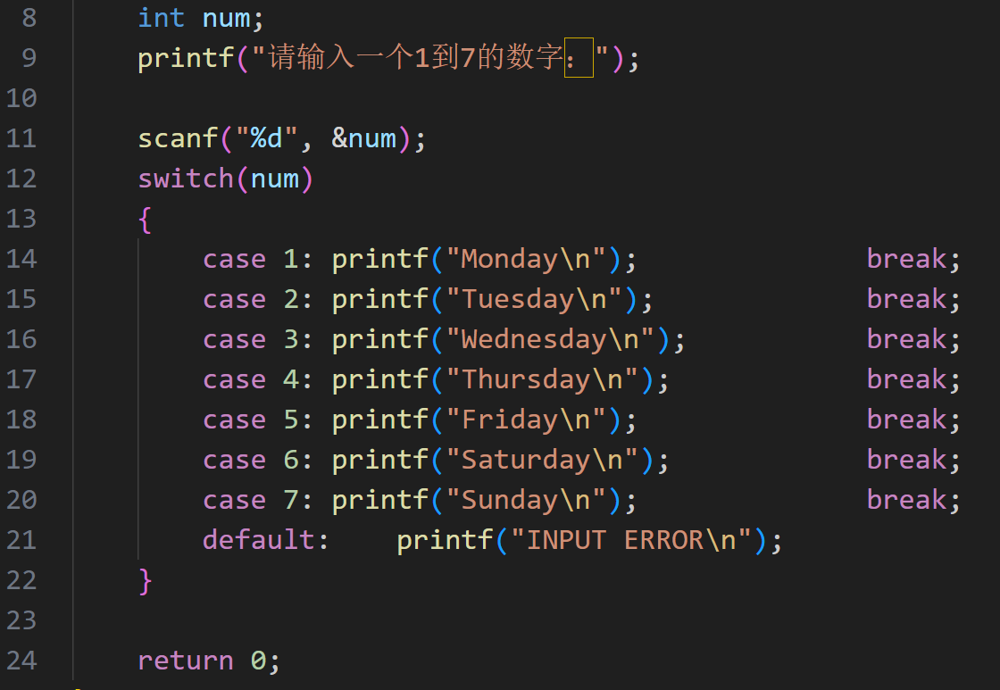 8 int num;
9 printf("请输入一个1到7的数字：");
10
11 scanf("%d", &num);
12 switch(num)
13 {
14 case 1: printf("Monday\n"); break;
15 case 2: printf("Tuesday\n"); break;
16 case 3: printf("Wednesday\n"); break;
17 case 4: printf("Thursday\n"); break;
18 case 5: printf("Friday\n"); break;
19 case 6: printf("Saturday\n"); break;
20 case 7: printf("Sunday\n"); break;
21 default: printf("INPUT ERROR\n");
22 }
23
24 return 0;